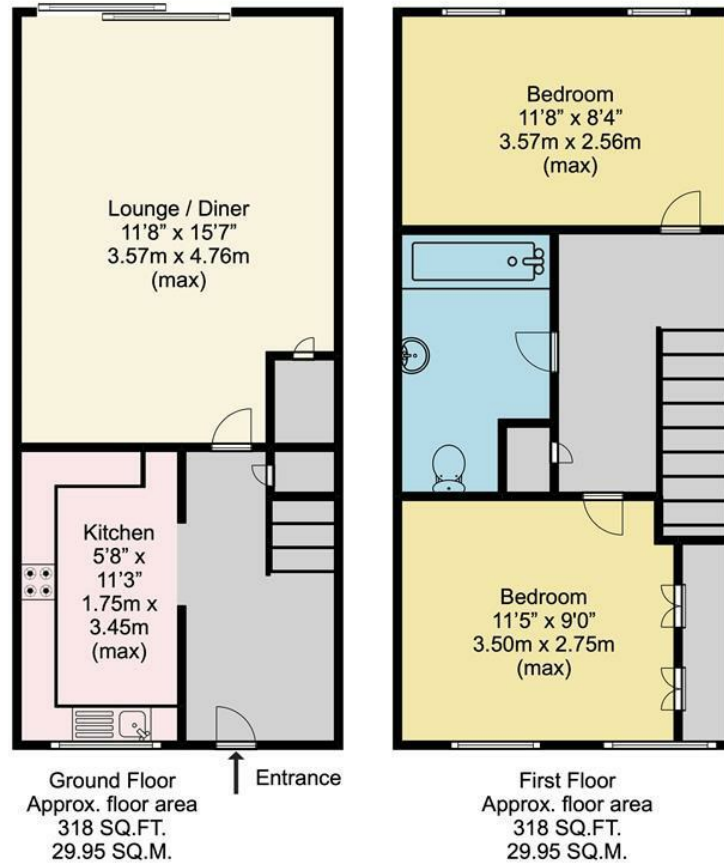 Lounge / Diner
11’8” x 15’7”
3.57m x 4.76m
(max)
Kitchen
5’8” x
11’3”
1.75m x
3.45m
(max)
Ground Floor
Approx. floor area
318 SQ.FT.
29.95 SQ.M.
Entrance
Bedroom
11’8” x 8’4”
3.57m x 2.56m
(max)
Bedroom
11’5” x 9'0”
3.50m x 2.75m
(max)
First Floor
Approx. floor area
318 SQ.FT.
29.95 SQ.M.